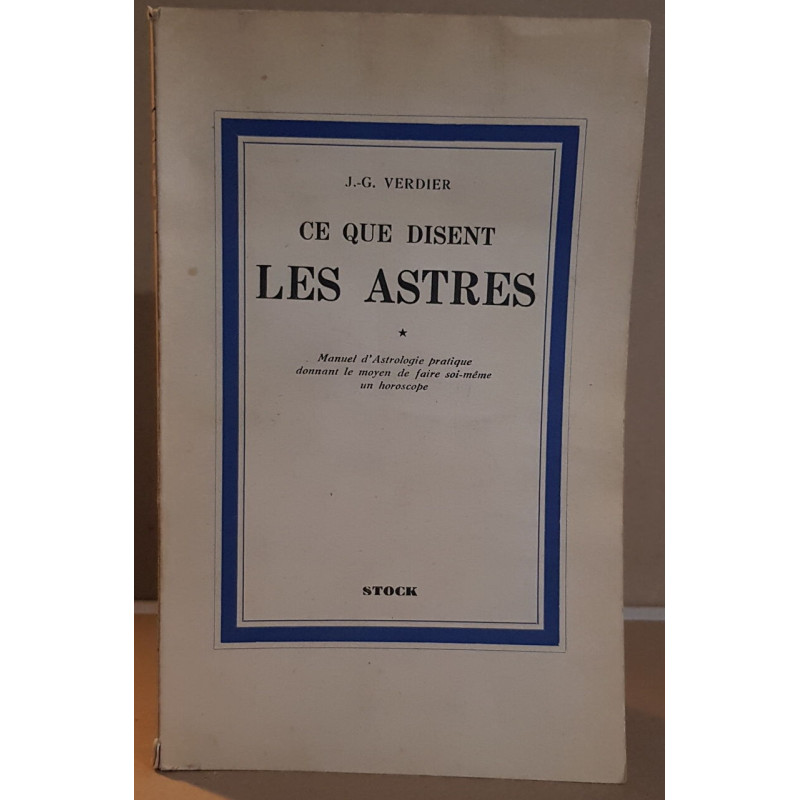 J.-G. VERDIER
CE QUE DISENT
LES ASTRES
★
Manuel d'Astrologie pratique
donnant le moyen de faire soi-même
un horoscope
STOCK